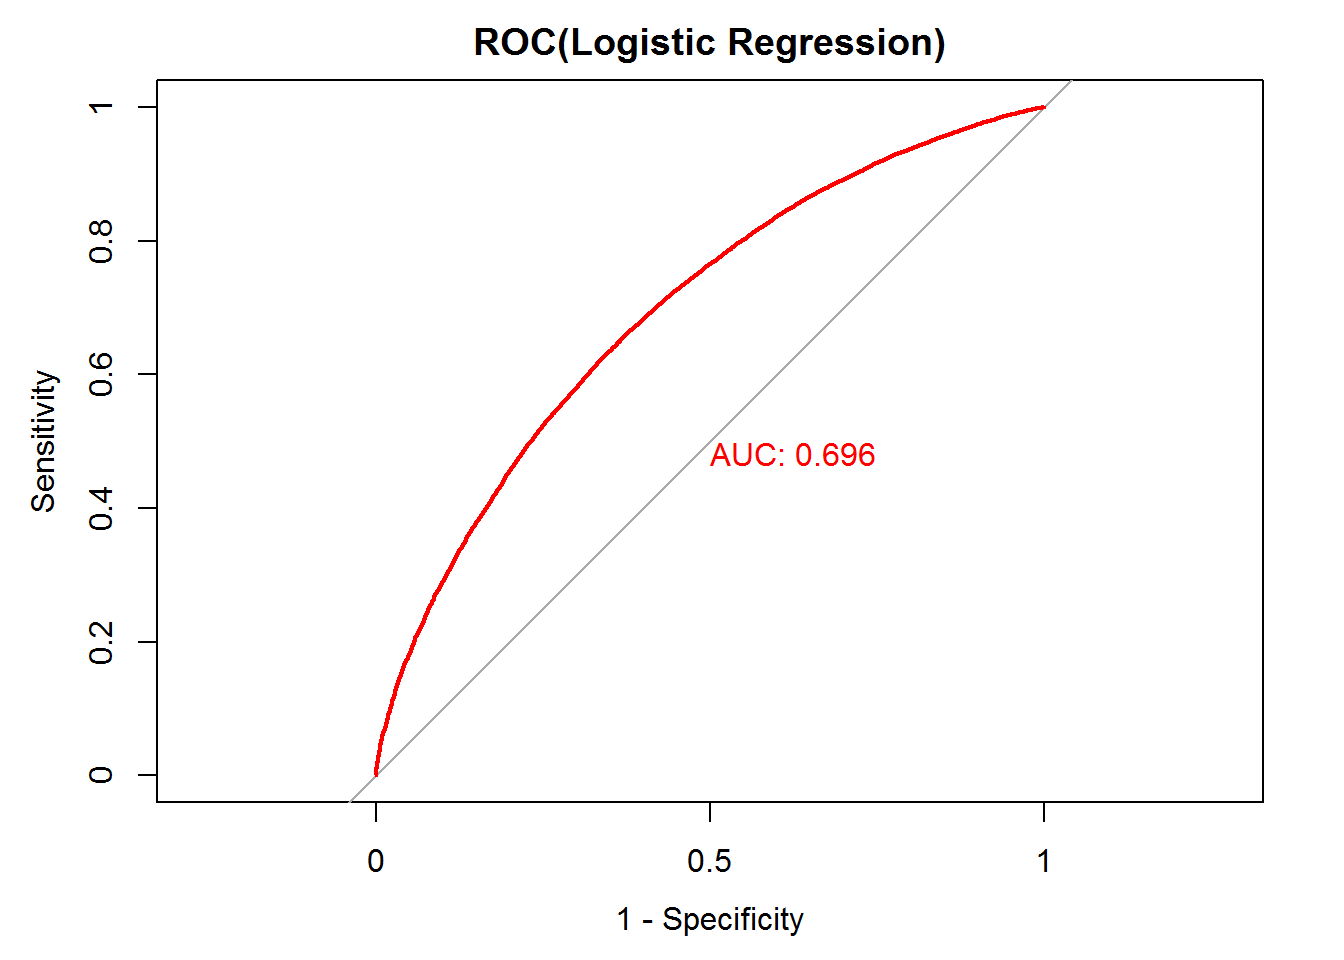 ROC(Logistic Regression)
1
0.8
0.6
0.4
0.2
0
Sensitivity
AUC: 0.696
0 0.5 1
1 - Specificity